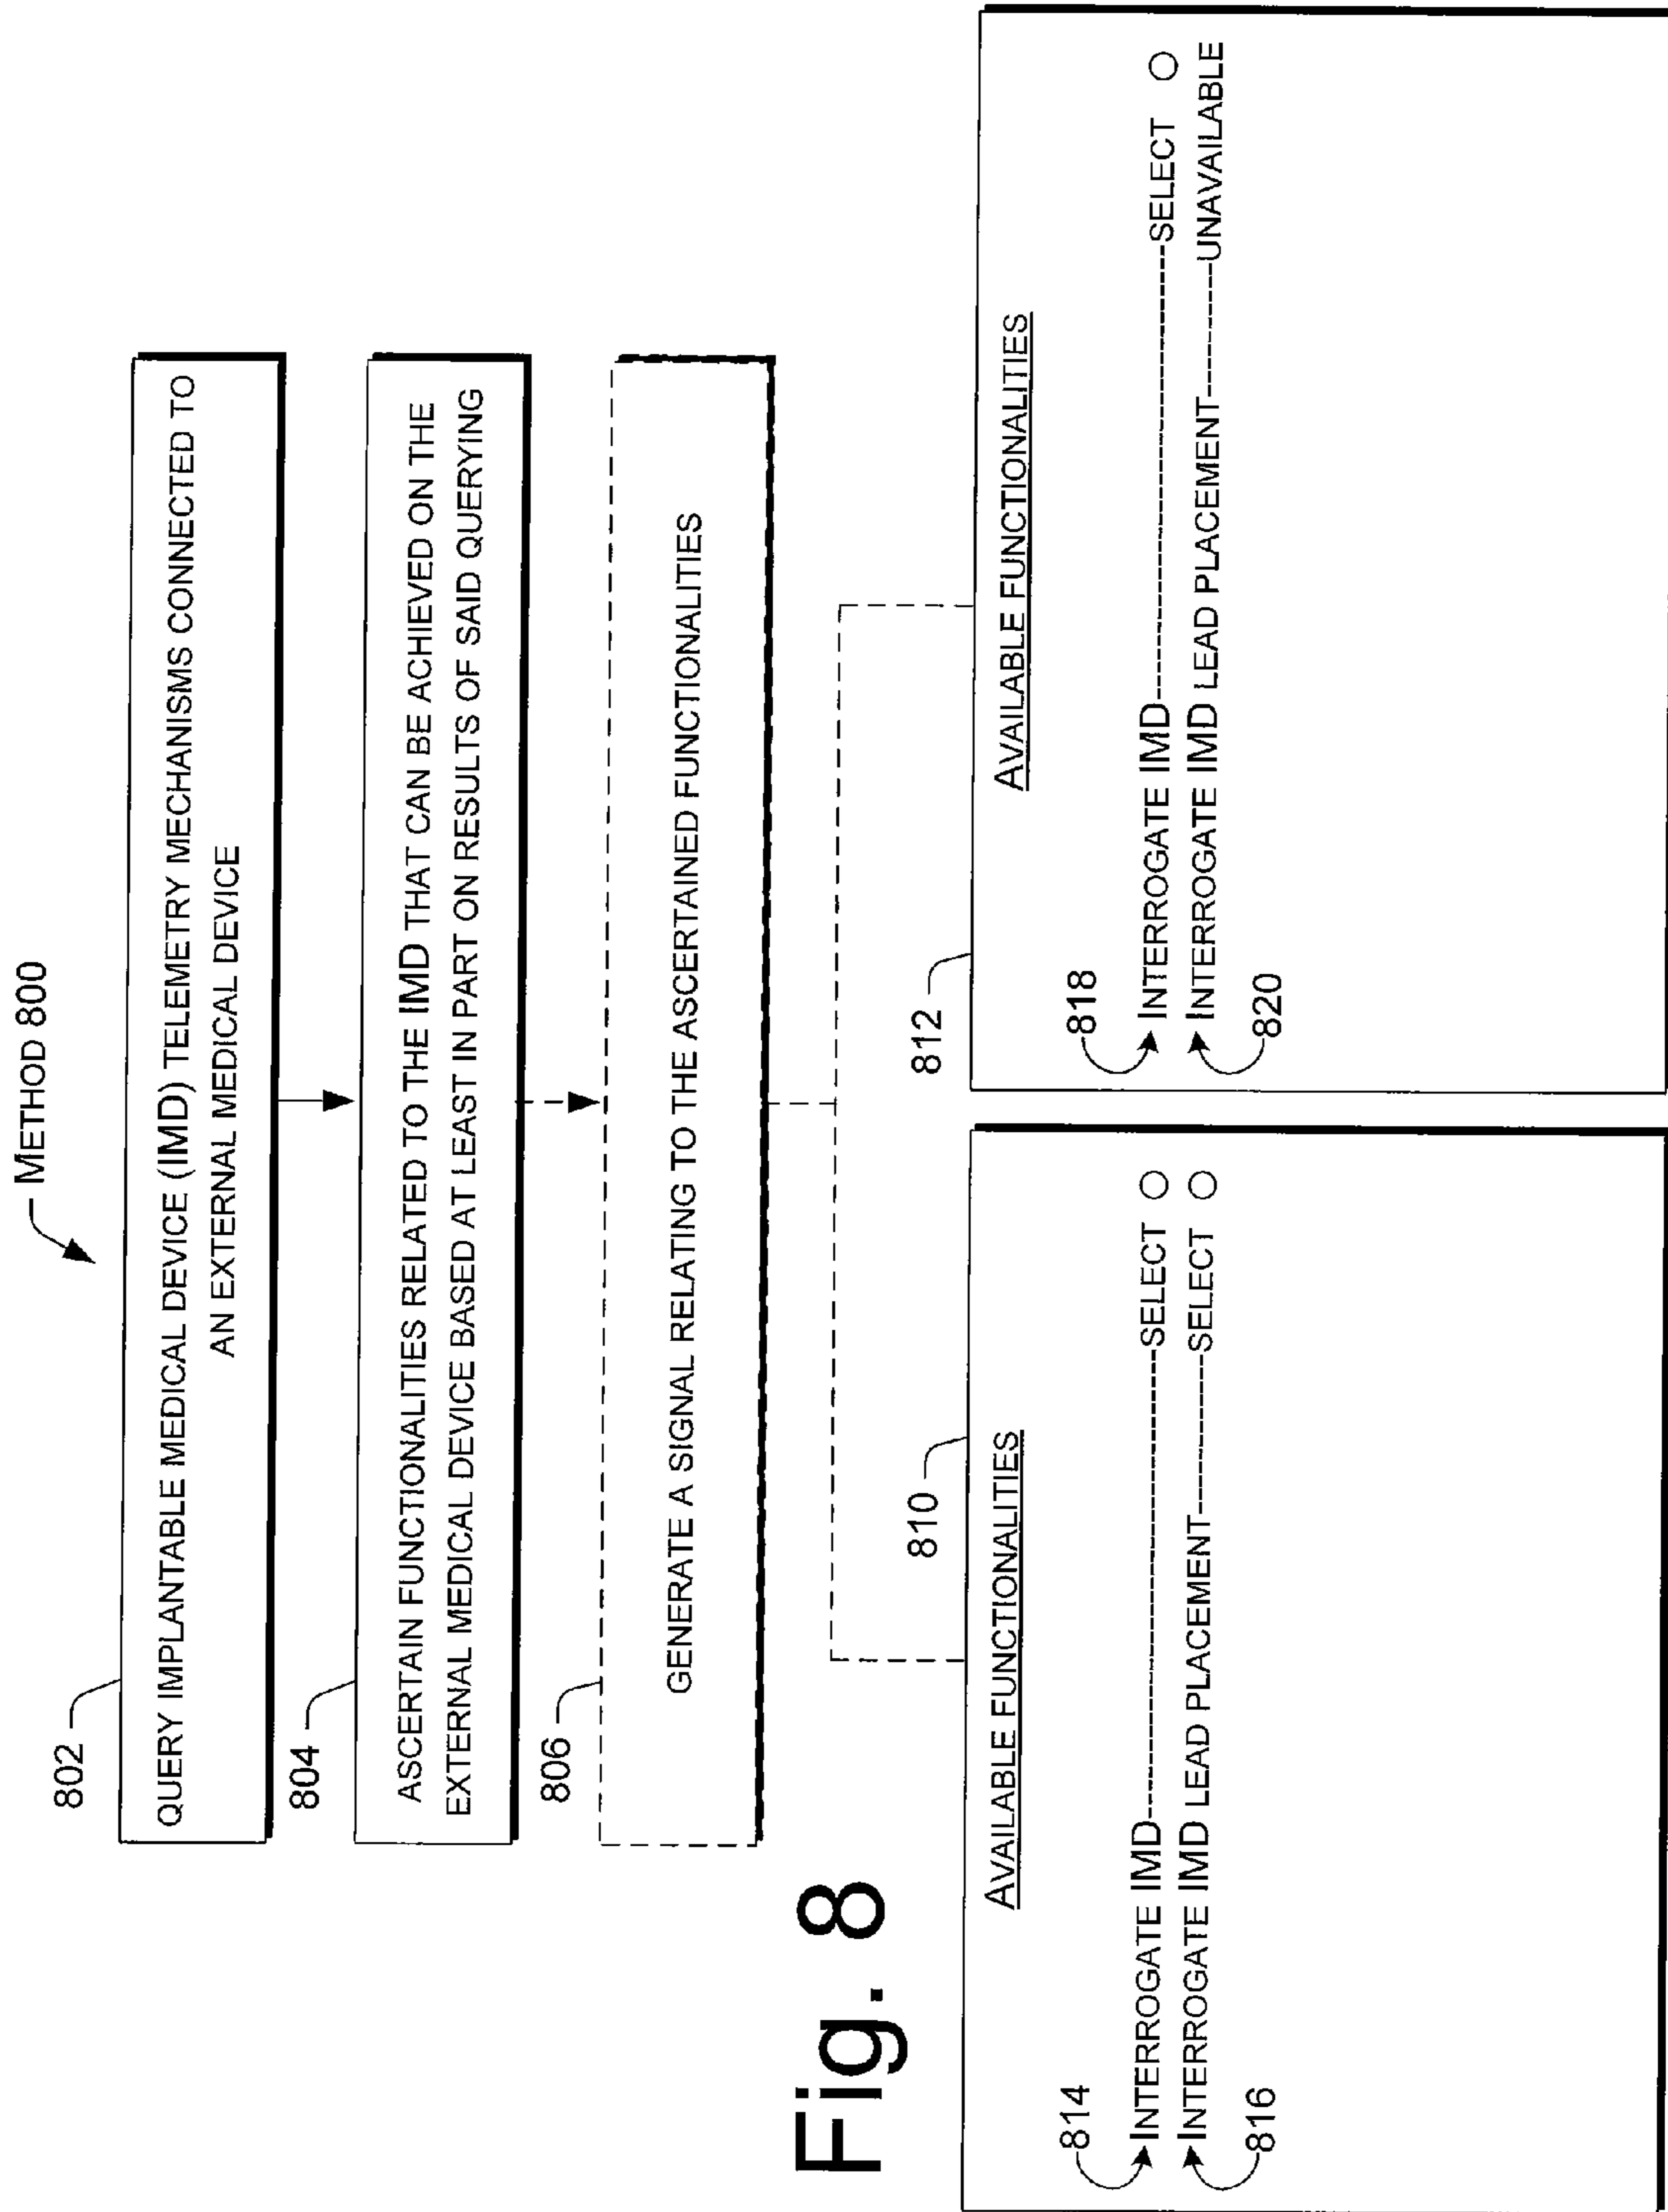 METHOD 800
802
QUERY IMPLANTABLE MEDICAL DEVICE (IMD) TELEMETRY MECHANISMS CONNECTED TO
AN EXTERNAL MEDICAL DEVICE
804
ASCERTAIN FUNCTIONALITIES RELATED TO THE IMD THAT CAN BE ACHIEVED ON THE
EXTERNAL MEDICAL DEVICE BASED AT LEAST IN PART ON RESULTS OF SAID QUERYING
806
GENERATE A SIGNAL RELATING TO THE ASCERTAINED FUNCTIONALITIES
Fig. 8
810
AVAILABLE FUNCTIONALITIES
814
INTERROGATE IMD-----------------------------SELECT
INTERROGATE IMD LEAD PLACEMENT----------SELECT
816
812
AVAILABLE FUNCTIONALITIES
818
INTERROGATE IMD-----------------------------SELECT
INTERROGATE IMD LEAD PLACEMENT--------UNAVAILABLE
820